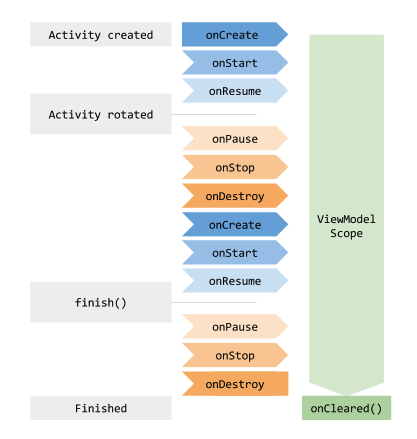 Activity created
onCreate
onStart
onResume
Activity rotated
onPause
onStop
onDestroy
onCreate
ViewModel
Scope
onStart
onResume
finish()
onPause
onStop
onDestroy
Finished
onCleared()